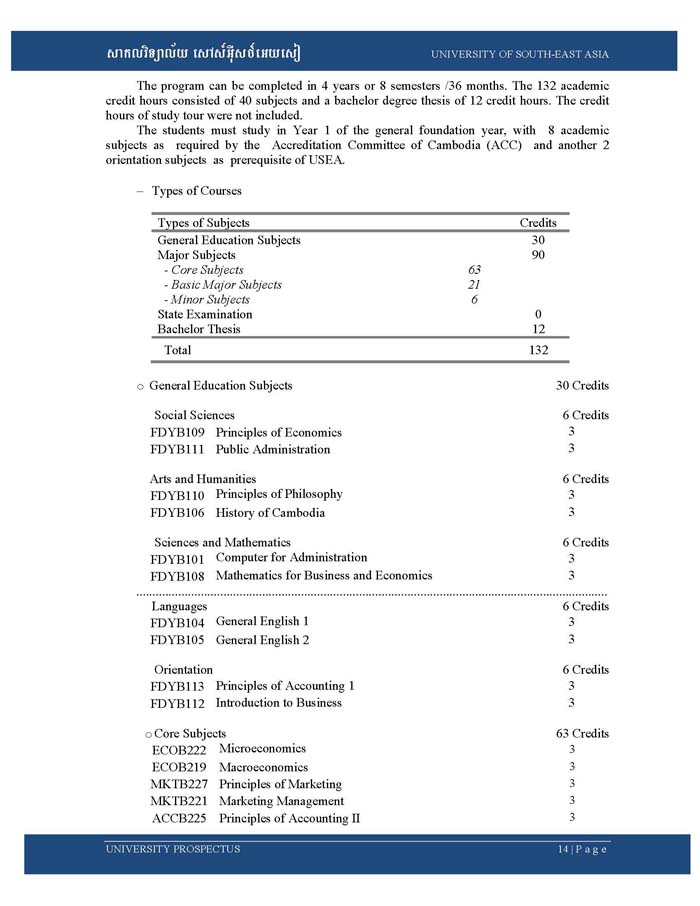 សាកលវិទ្យាល័យ សៅស៍អ៊ីសថ៍អេយសៀ UNIVERSITY OF SOUTH-EAST ASIA
The program can be completed in 4 years or 8 semesters /36 months. The 132 academic
credit hours consisted of 40 subjects and a bachelor degree thesis of 12 credit hours. The credit
hours of study tour were not included.
The students must study in Year 1 of the general foundation year, with 8 academic
subjects as required by the Accreditation Committee of Cambodia (ACC) and another 2
orientation subjects as prerequisite of USEA.
– Types of Courses
Types of Subjects Credits
General Education Subjects 30
Major Subjects 90
- Core Subjects 63
- Basic Major Subjects 21
- Minor Subjects 6
State Examination 0
Bachelor Thesis 12
Total 132
o General Education Subjects 30 Credits
Social Sciences 6 Credits
FDYB109 Principles of Economics 3
FDYB111 Public Administration 3
Arts and Humanities 6 Credits
FDYB110 Principles of Philosophy 3
FDYB106 History of Cambodia 3
Sciences and Mathematics 6 Credits
FDYB101 Computer for Administration 3
FDYB108 Mathematics for Business and Economics 3
Languages 6 Credits
FDYB104 General English 1 3
FDYB105 General English 2 3
Orientation 6 Credits
FDYB113 Principles of Accounting 1 3
FDYB112 Introduction to Business 3
o Core Subjects 63 Credits
ECOB222 Microeconomics 3
ECOB219 Macroeconomics 3
MKTB227 Principles of Marketing 3
MKTB221 Marketing Management 3
ACCB225 Principles of Accounting II 3
UNIVERSITY PROSPECTUS 14 | P a g e